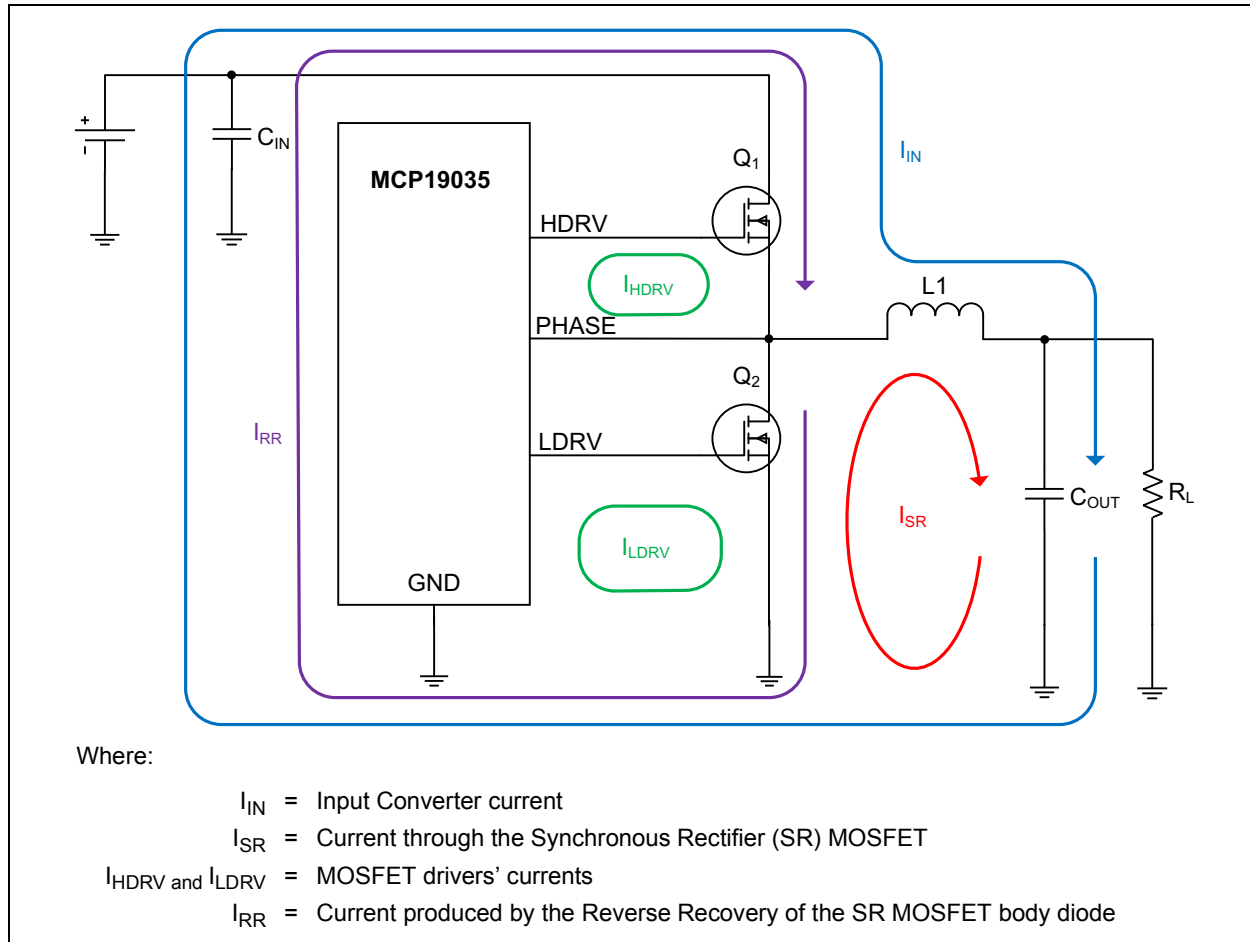 +
-
C_IN
MCP19035
Q_1
I_IN
HDRV
I_HDRV
L1
PHASE
Q_2
I_RR
LDRV
I_SR
C_OUT
R_L
I_LDRV
GND
Where:
I_IN = Input Converter current
I_SR = Current through the Synchronous Rectifier (SR) MOSFET
I_HDRV and I_LDRV = MOSFET drivers' currents
I_RR = Current produced by the Reverse Recovery of the SR MOSFET body diode